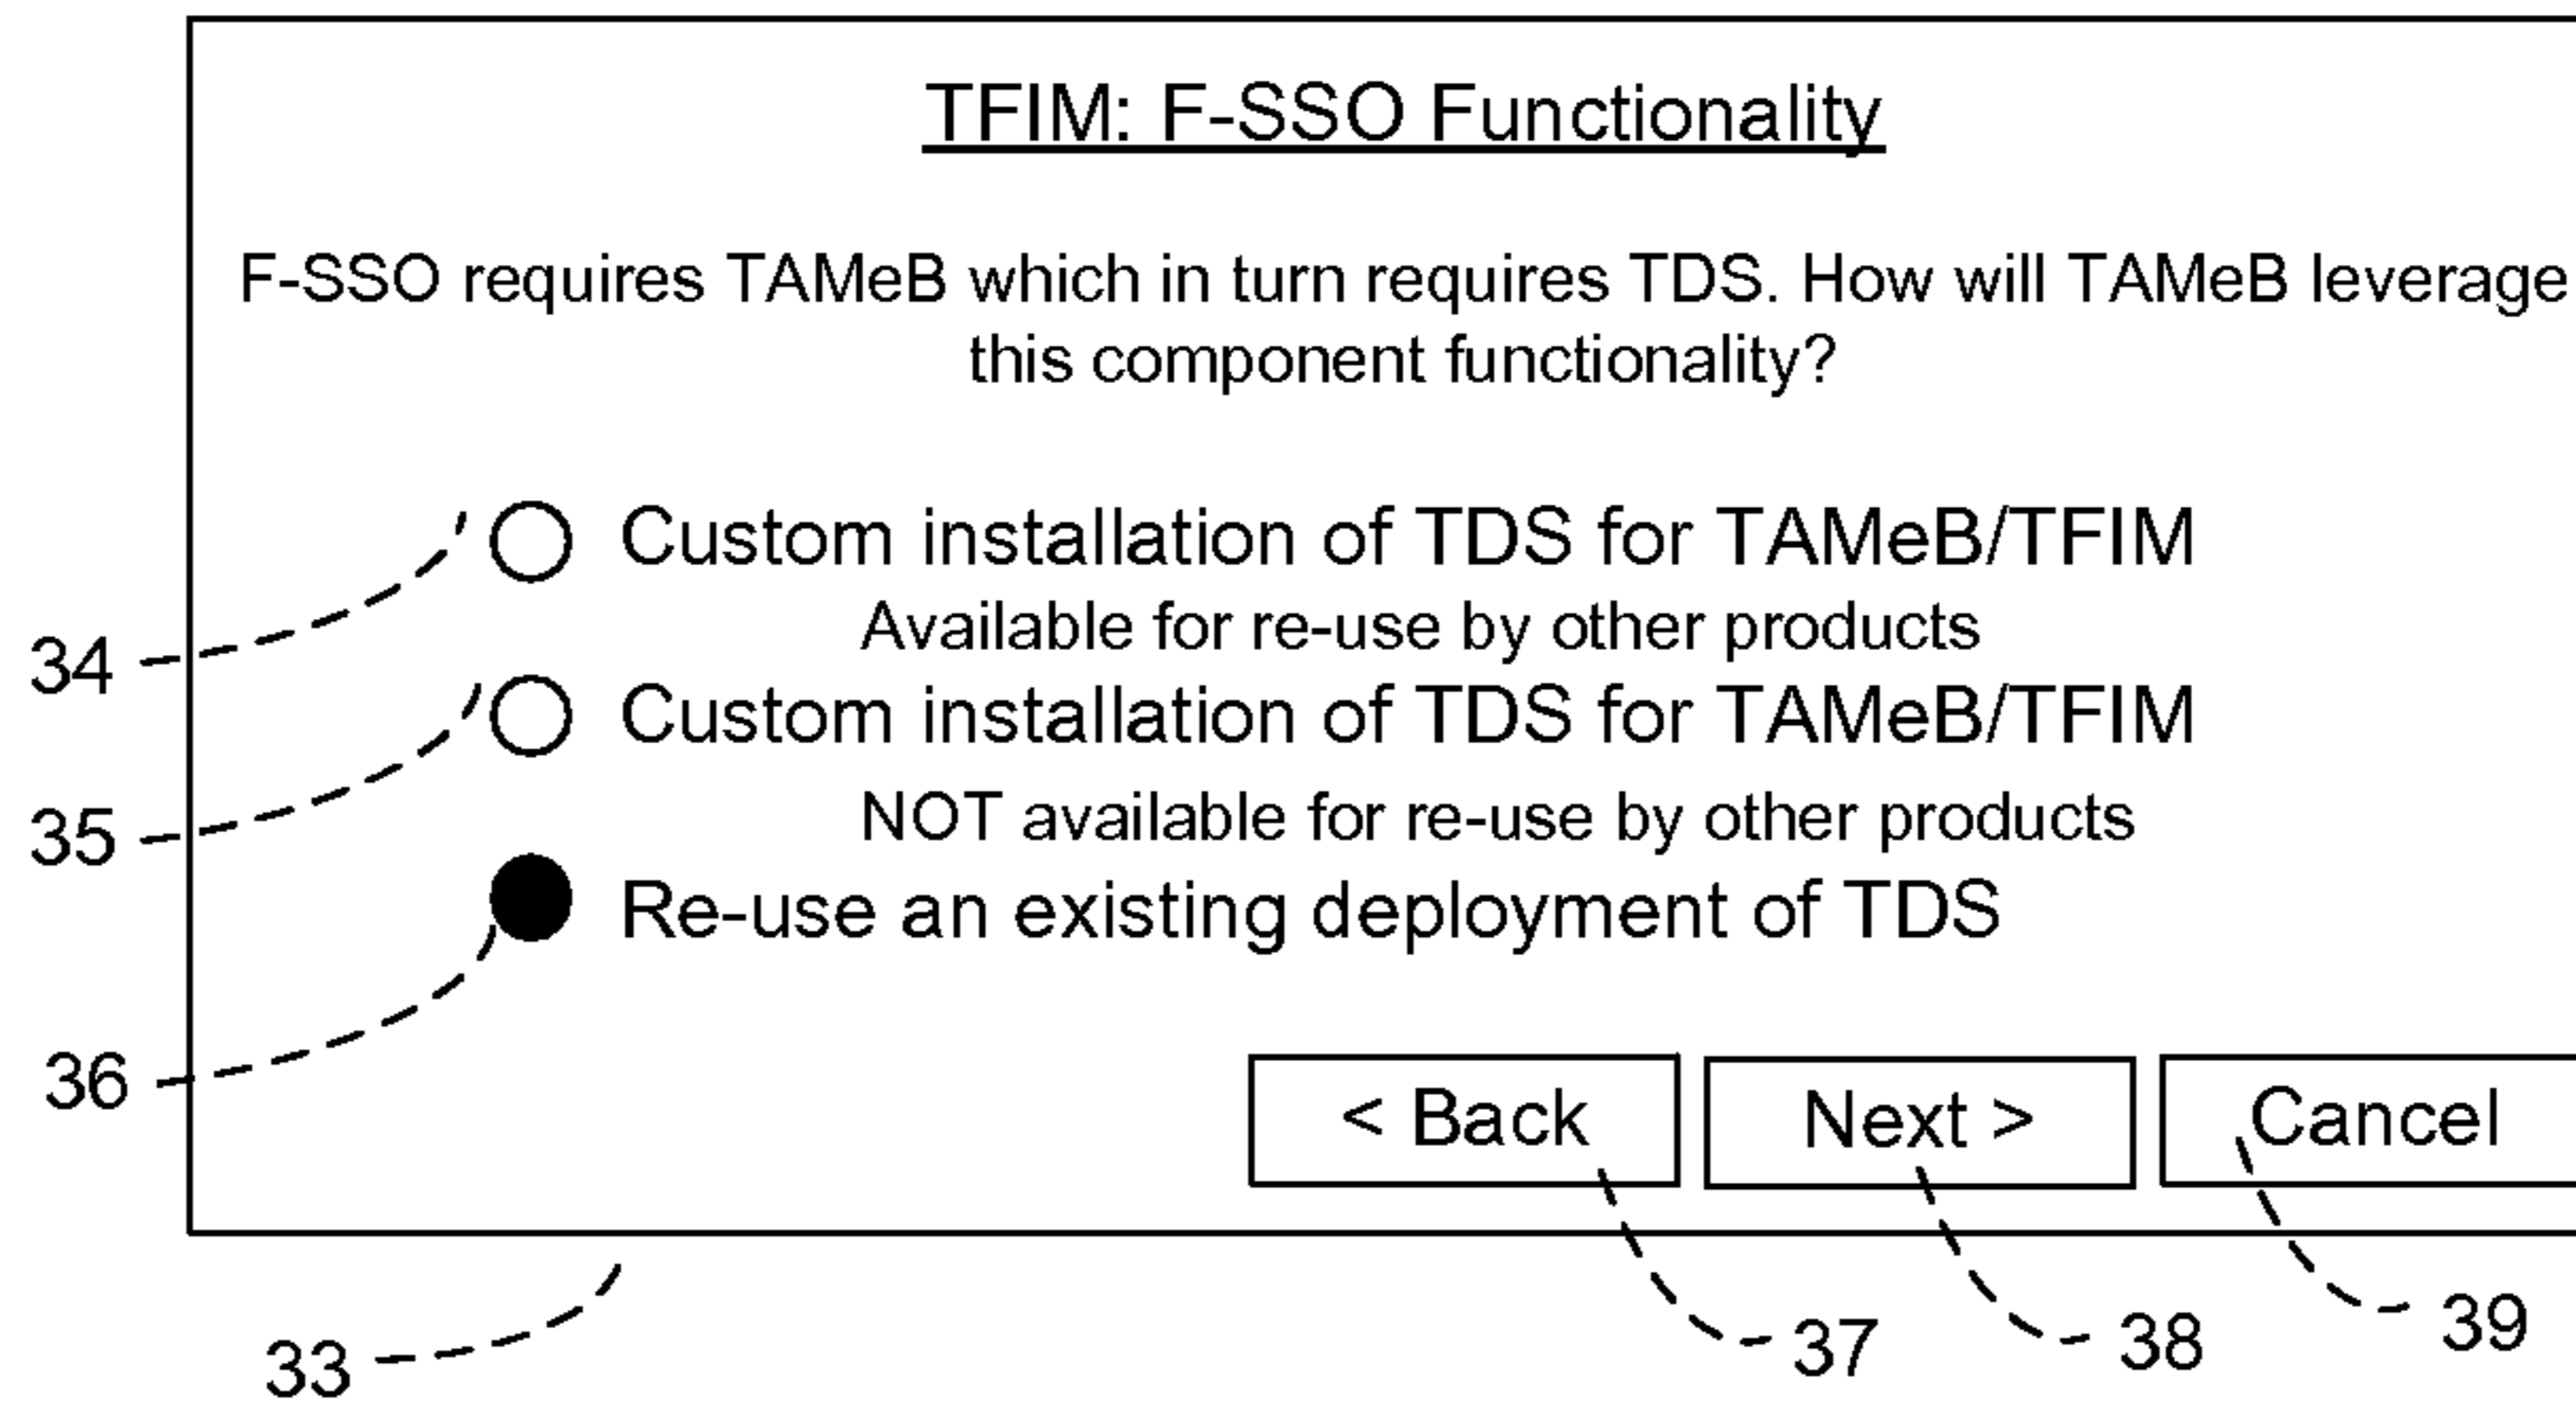 TFIM: F-SSO Functionality
F-SSO requires TAMeB which in turn requires TDS. How will TAMeB leverage
this component functionality?
Custom installation of TDS for TAMeB/TFIM
Available for re-use by other products
34
Custom installation of TDS for TAMeB/TFIM
NOT available for re-use by other products
35
Re-use an existing deployment of TDS
36
< Back Next > Cancel
33 37 38 39